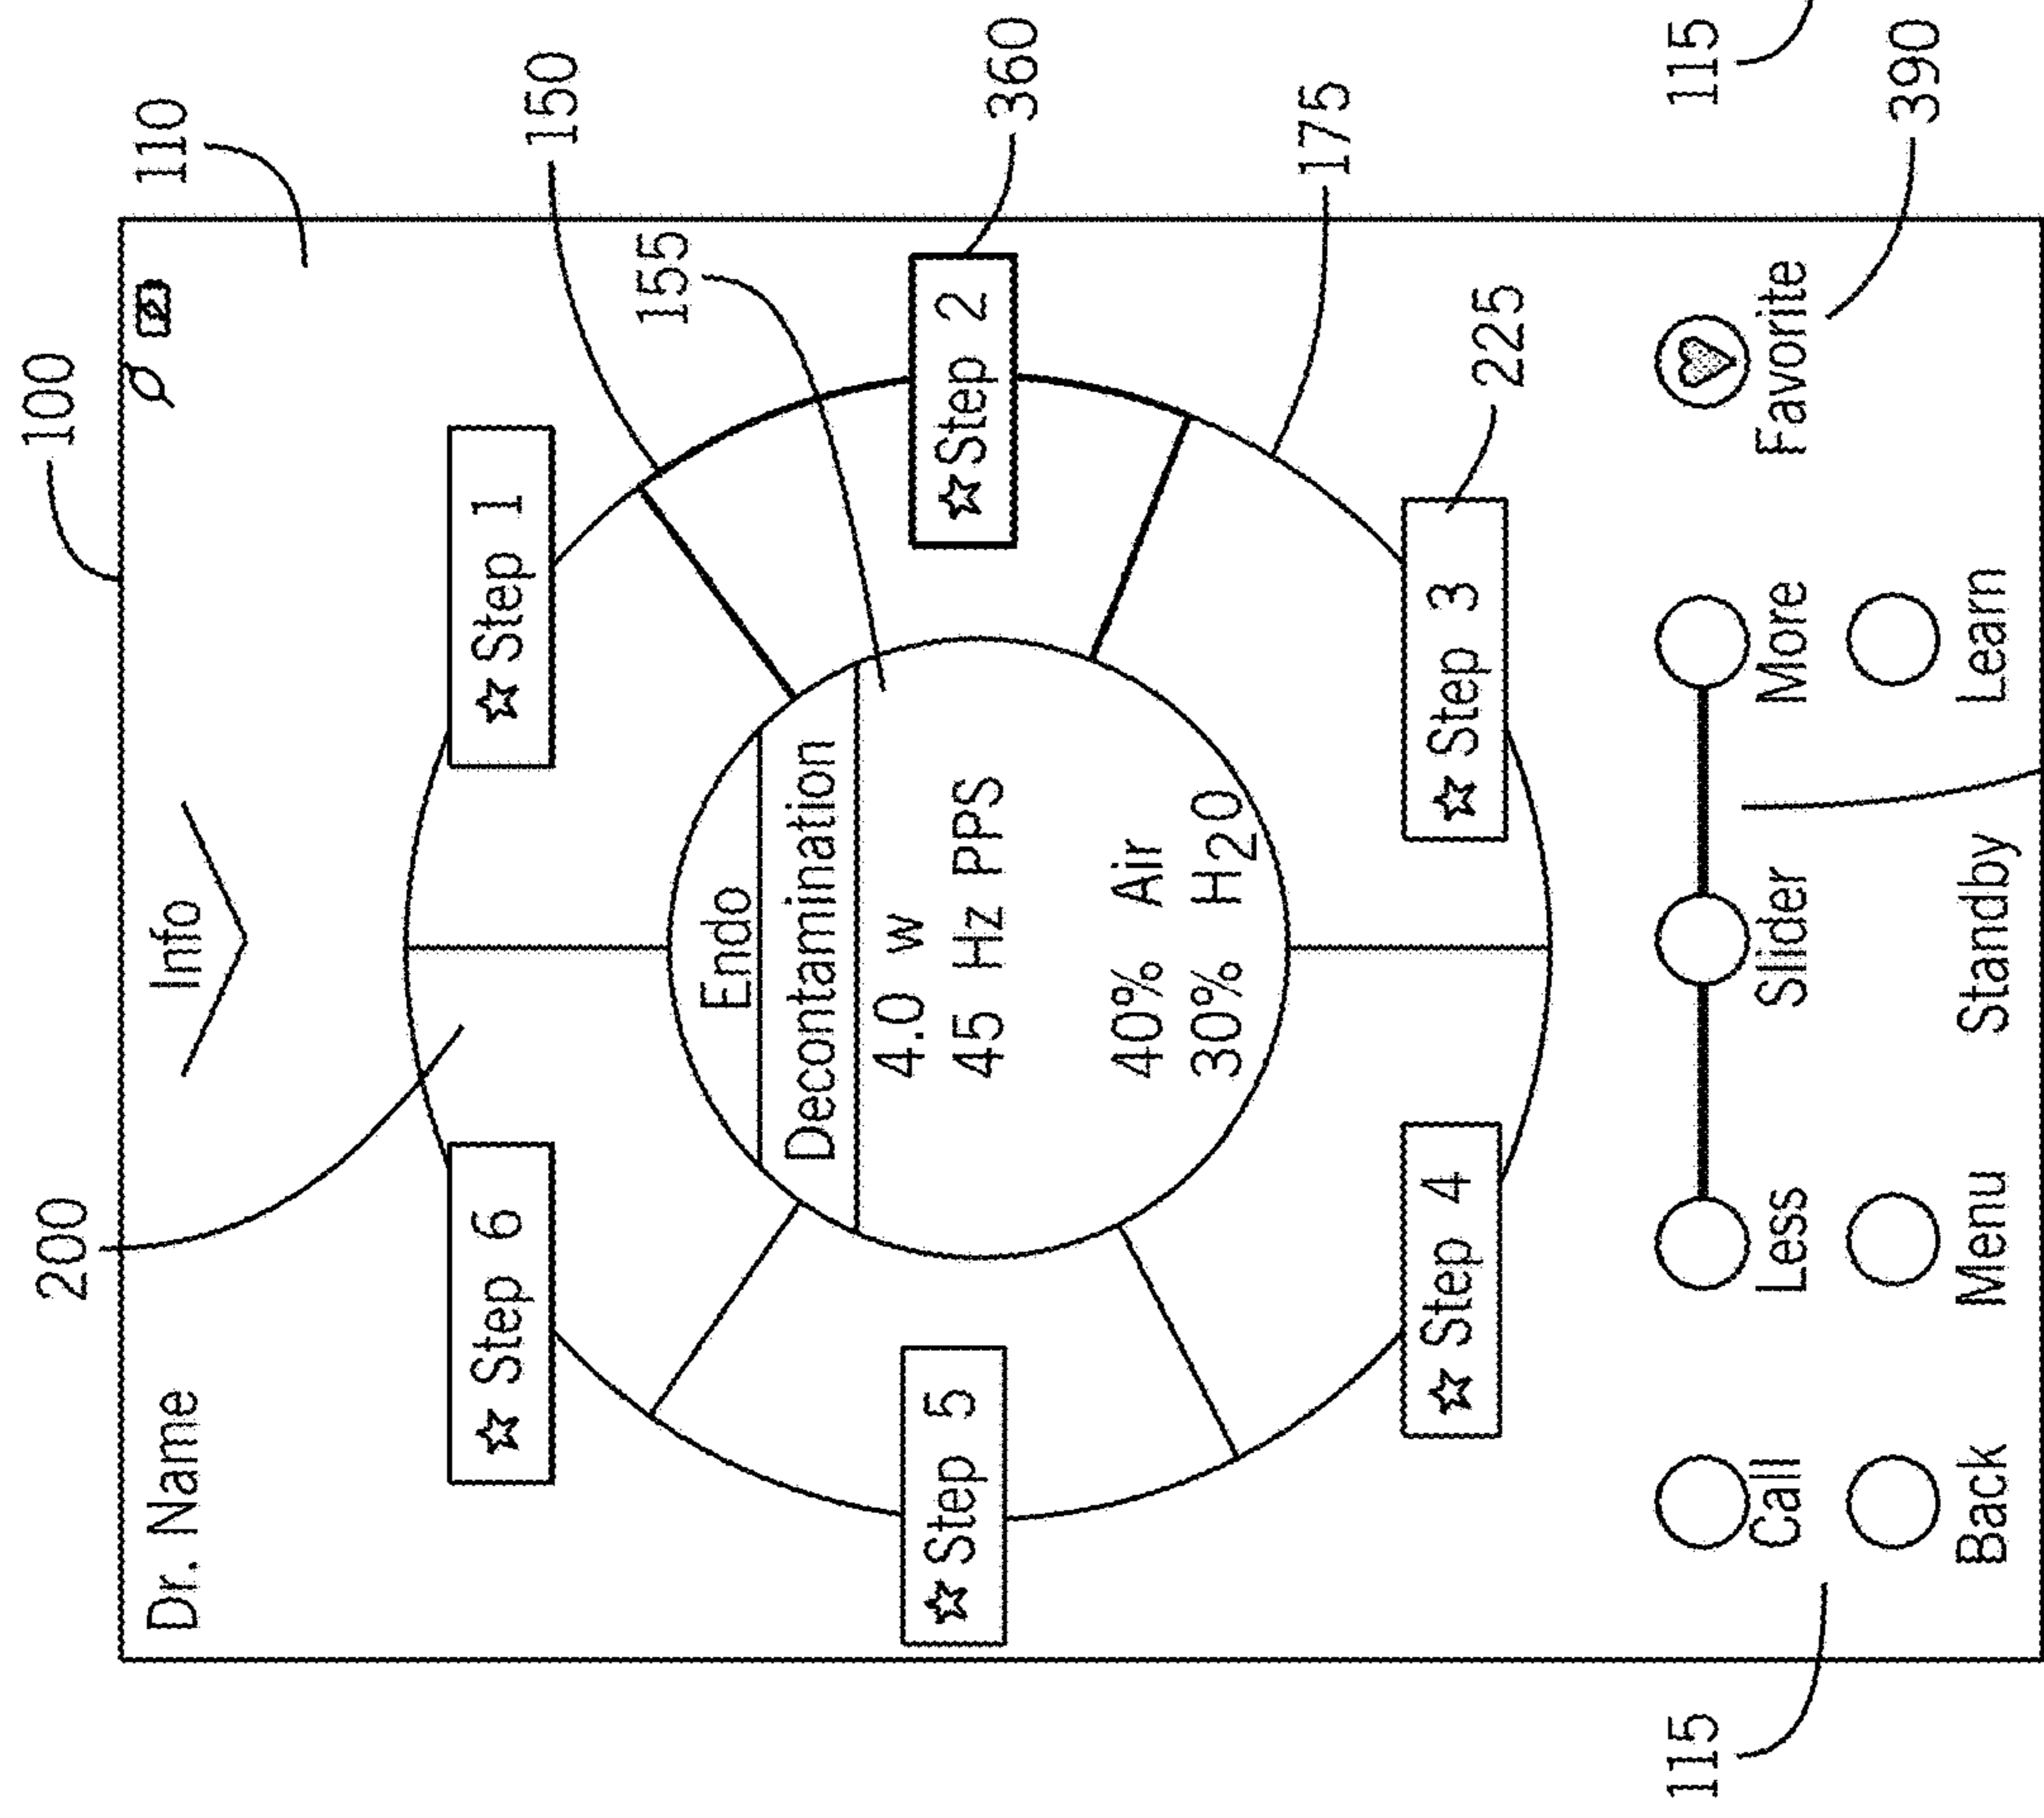 200 100
110
Dr. Name Info
☆ Step 6 ☆ Step 1
150
155
Endo
Decontamination
4.0 w
☆ Step 5 45 Hz PPS ☆ Step 2
360
40% Air
30% H2O
175
☆ Step 4 ☆ Step 3
225
115 115
Call Less Slider More Favorite
390
Back Menu Standby Learn